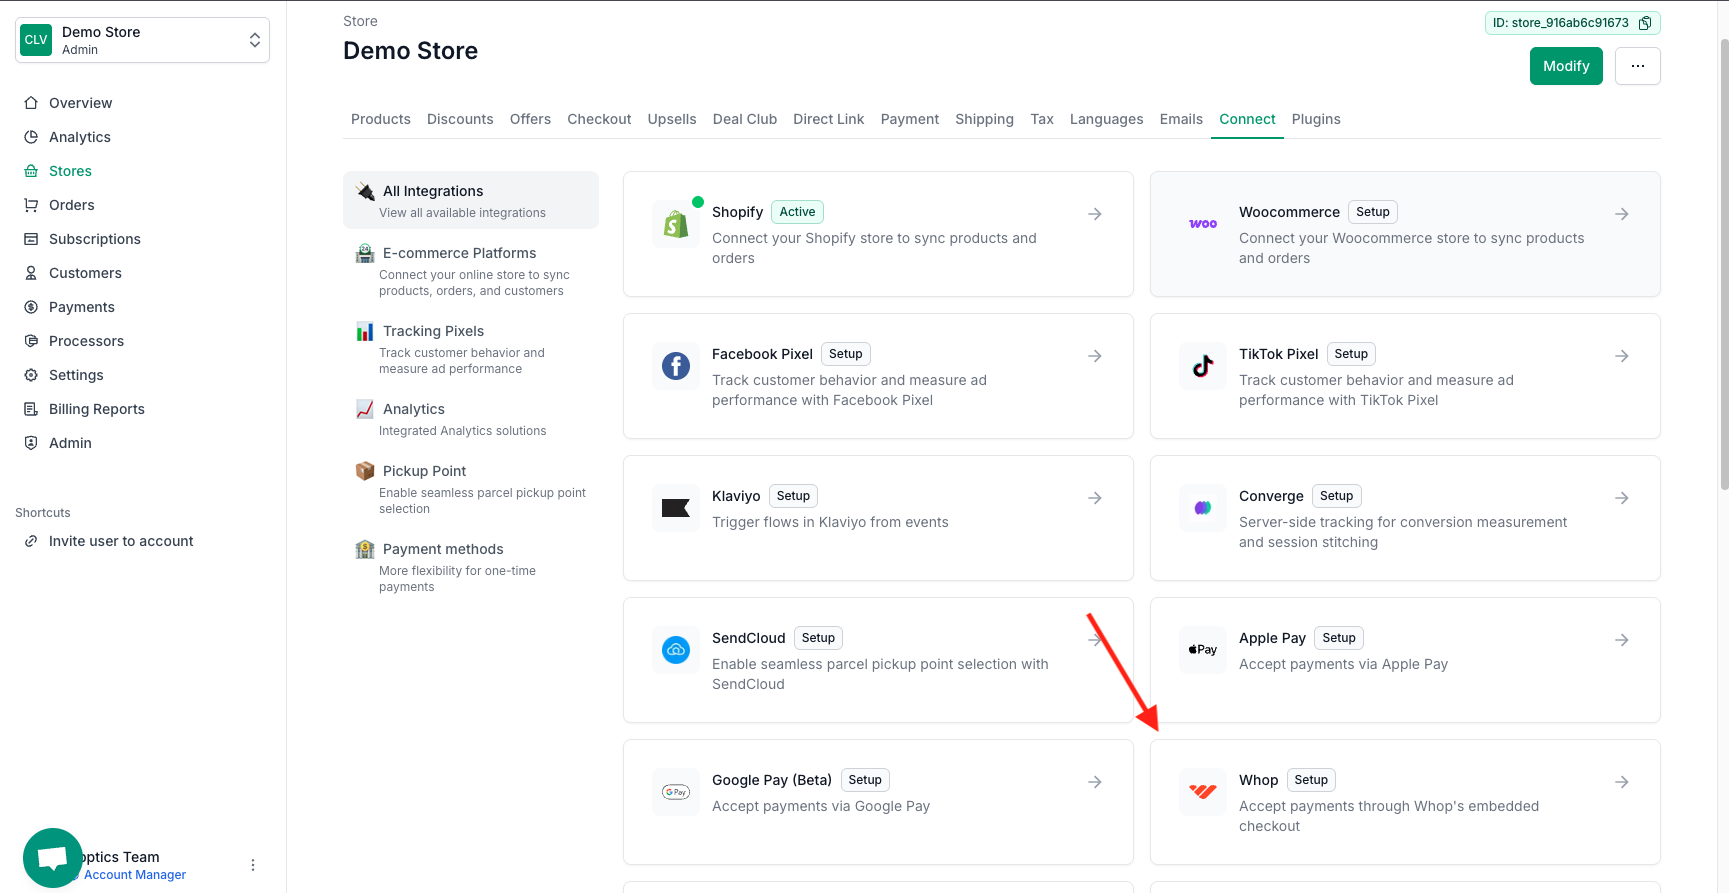 CLV
Demo Store
Admin
Overview
Analytics
Stores
Orders
Subscriptions
Customers
Payments
Processors
Settings
Billing Reports
Admin
Shortcuts
Invite user to account
optics Team
Account Manager
Store
Demo Store
ID: store_916ab6c91673
Modify
Products Discounts Offers Checkout Upsells Deal Club Direct Link Payment Shipping Tax Languages Emails Connect Plugins
All Integrations
View all available integrations
E-commerce Platforms
Connect your online store to sync
products, orders, and customers
Tracking Pixels
Track customer behavior and
measure ad performance
Analytics
Integrated Analytics solutions
Pickup Point
Enable seamless parcel pickup point
selection
Payment methods
More flexibility for one-time
payments
Shopify Active
Connect your Shopify store to sync products and
orders
woo
Woocommerce Setup
Connect your Woocommerce store to sync products
and orders
Facebook Pixel Setup
Track customer behavior and measure ad
performance with Facebook Pixel
TikTok Pixel Setup
Track customer behavior and measure ad
performance with TikTok Pixel
Klaviyo Setup
Trigger flows in Klaviyo from events
Converge Setup
Server-side tracking for conversion measurement
and session stitching
SendCloud Setup
Enable seamless parcel pickup point selection with
SendCloud
Pay
Apple Pay Setup
Accept payments via Apple Pay
G Pay
Google Pay (Beta) Setup
Accept payments via Google Pay
Whop Setup
Accept payments through Whop's embedded
checkout